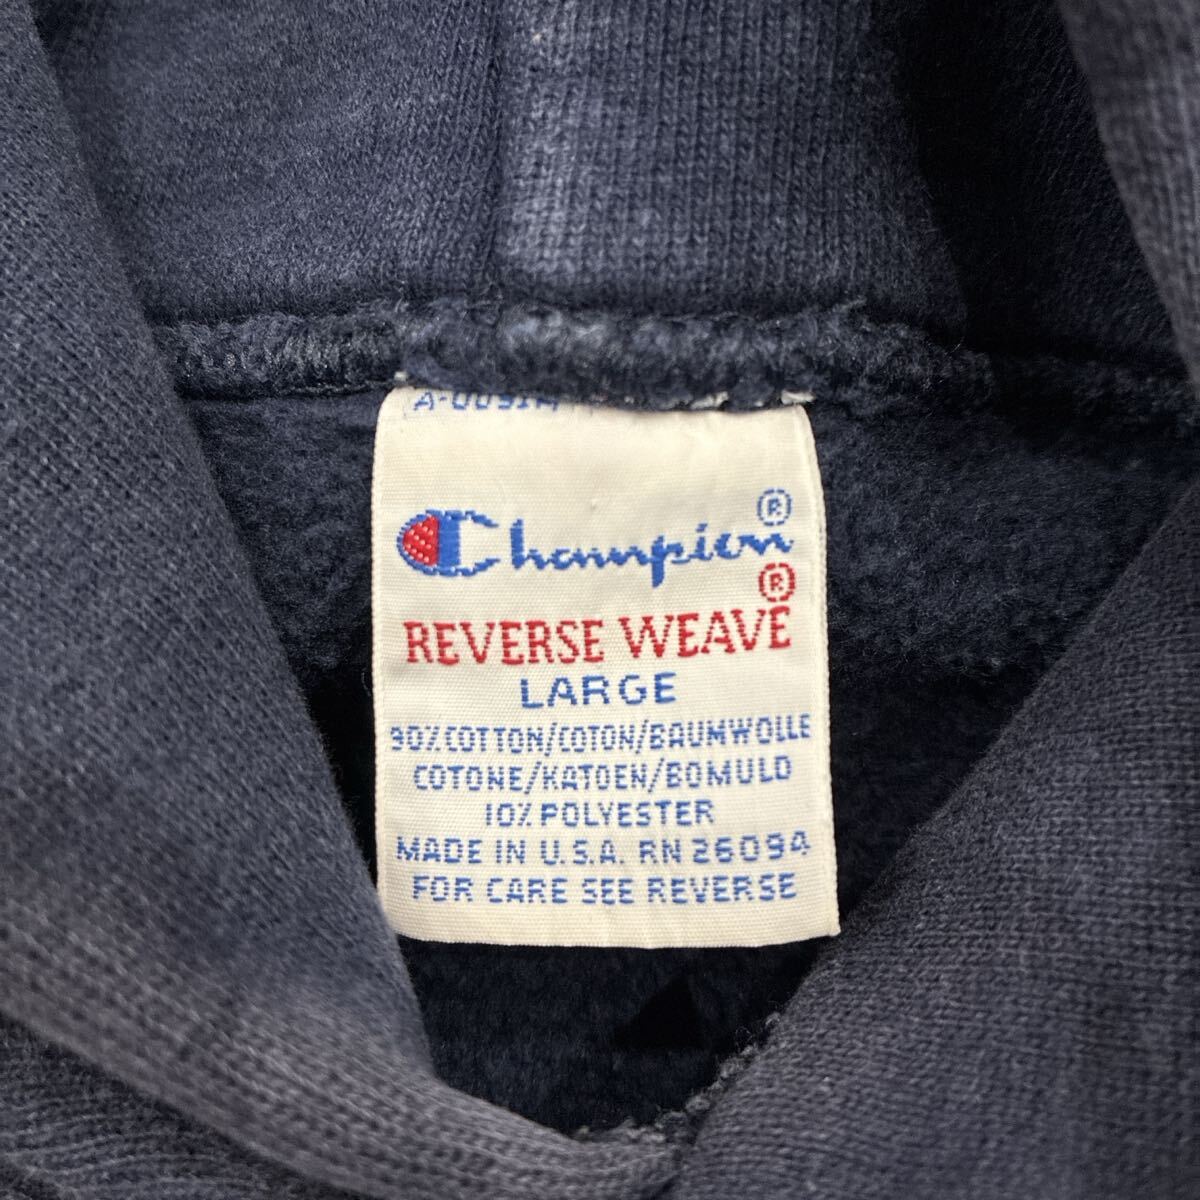 Champion®
®
REVERSE WEAVE
LARGE
90% COTTON/COTON/BAUMWOLLE
COTONE/KATOEN/BOMULD
10% POLYESTER
MADE IN U.S.A. RN 26094
FOR CARE SEE REVERSE